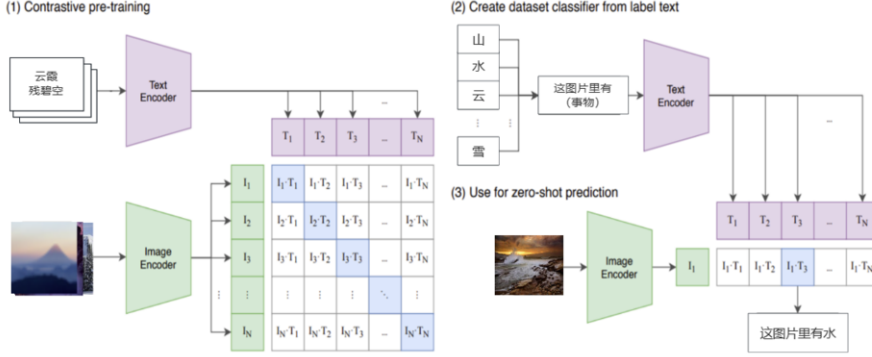 (1) Contrastive pre-training
云霞
残碧空
Text
Encoder
...
T1 T2 T3 ... TN
I1 I1·T1 I1·T2 I1·T3 ... I1·TN
I2 I2·T1 I2·T2 I2·T3 ... I2·TN
I3 I3·T1 I3·T2 I3·T3 ... I3·TN
⋮ ⋮ ⋮ ⋮ ⋱ ⋮
IN IN·T1 IN·T2 IN·T3 ... IN·TN
Image
Encoder
(2) Create dataset classifier from label text
山
水
云
⋮ ⋮
雪
这图片里有
（事物）
Text
Encoder
...
(3) Use for zero-shot prediction
Image
Encoder
T1 T2 T3 ... TN
I1 I1·T1 I1·T2 I1·T3 ... I1·TN
这图片里有水